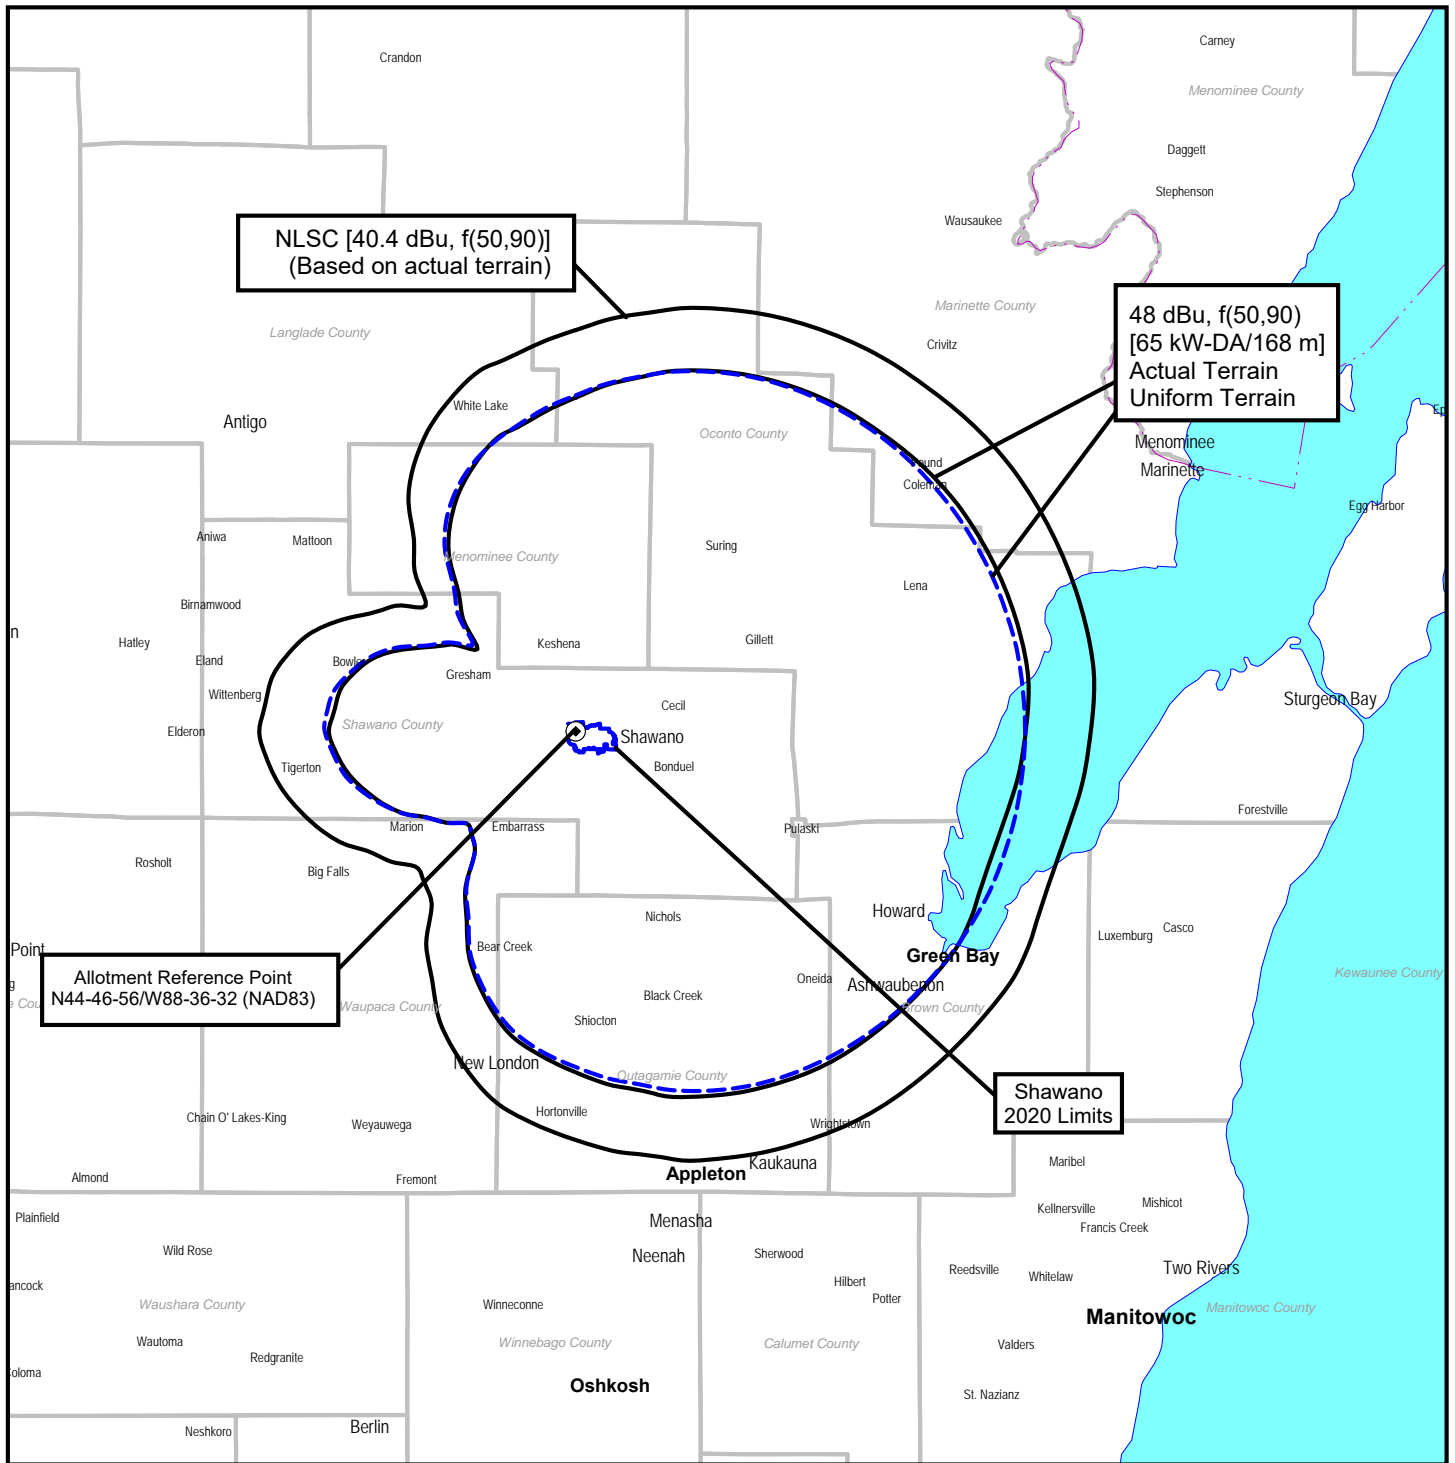 Crandon
Carney
Menominee County
Daggett
Stephenson
Wausaukee
NLSC [40.4 dBu, f(50,90)]
(Based on actual terrain)
Marinette County
48 dBu, f(50,90)
[65 kW-DA/168 m]
Actual Terrain
Uniform Terrain
Langlade County
Crivitz
White Lake
Antigo
Oconto County
Menominee
Marinette
Coleman
Egg Harbor
Aniwa
Mattoon
Menominee County
Suring
Lena
Birnamwood
Hatley
Keshena
Gillett
Eland
Bowler
Gresham
Wittenberg
Sturgeon Bay
Cecil
Shawano County
Elderon
Shawano
Tigerton
Bonduel
Forestville
Marion
Embarrass
Pulaski
Rosholt
Big Falls
Howard
Nichols
Casco
Luxemburg
Point
Bear Creek
Green Bay
Kewaunee County
Allotment Reference Point
N44-46-56/W88-36-32 (NAD83)
Oneida
Ashwaubenon
Black Creek
Waupaca County
Brown County
Shiocton
New London
Outagamie County
Shawano
2020 Limits
Hortonville
Chain O' Lakes-King
Weyauwega
Wrightstown
Kaukauna
Maribel
Appleton
Almond
Fremont
Mishicot
Kellnersville
Plainfield
Menasha
Francis Creek
Wild Rose
Neenah
Sherwood
Two Rivers
Reedsville
Whitelaw
ancock
Hilbert
Potter
Waushara County
Winneconne
Manitowoc County
Manitowoc
Wautoma
Winnebago County
Calumet County
Valders
Redgranite
oloma
Oshkosh
St. Nazianz
Berlin
Neshkoro